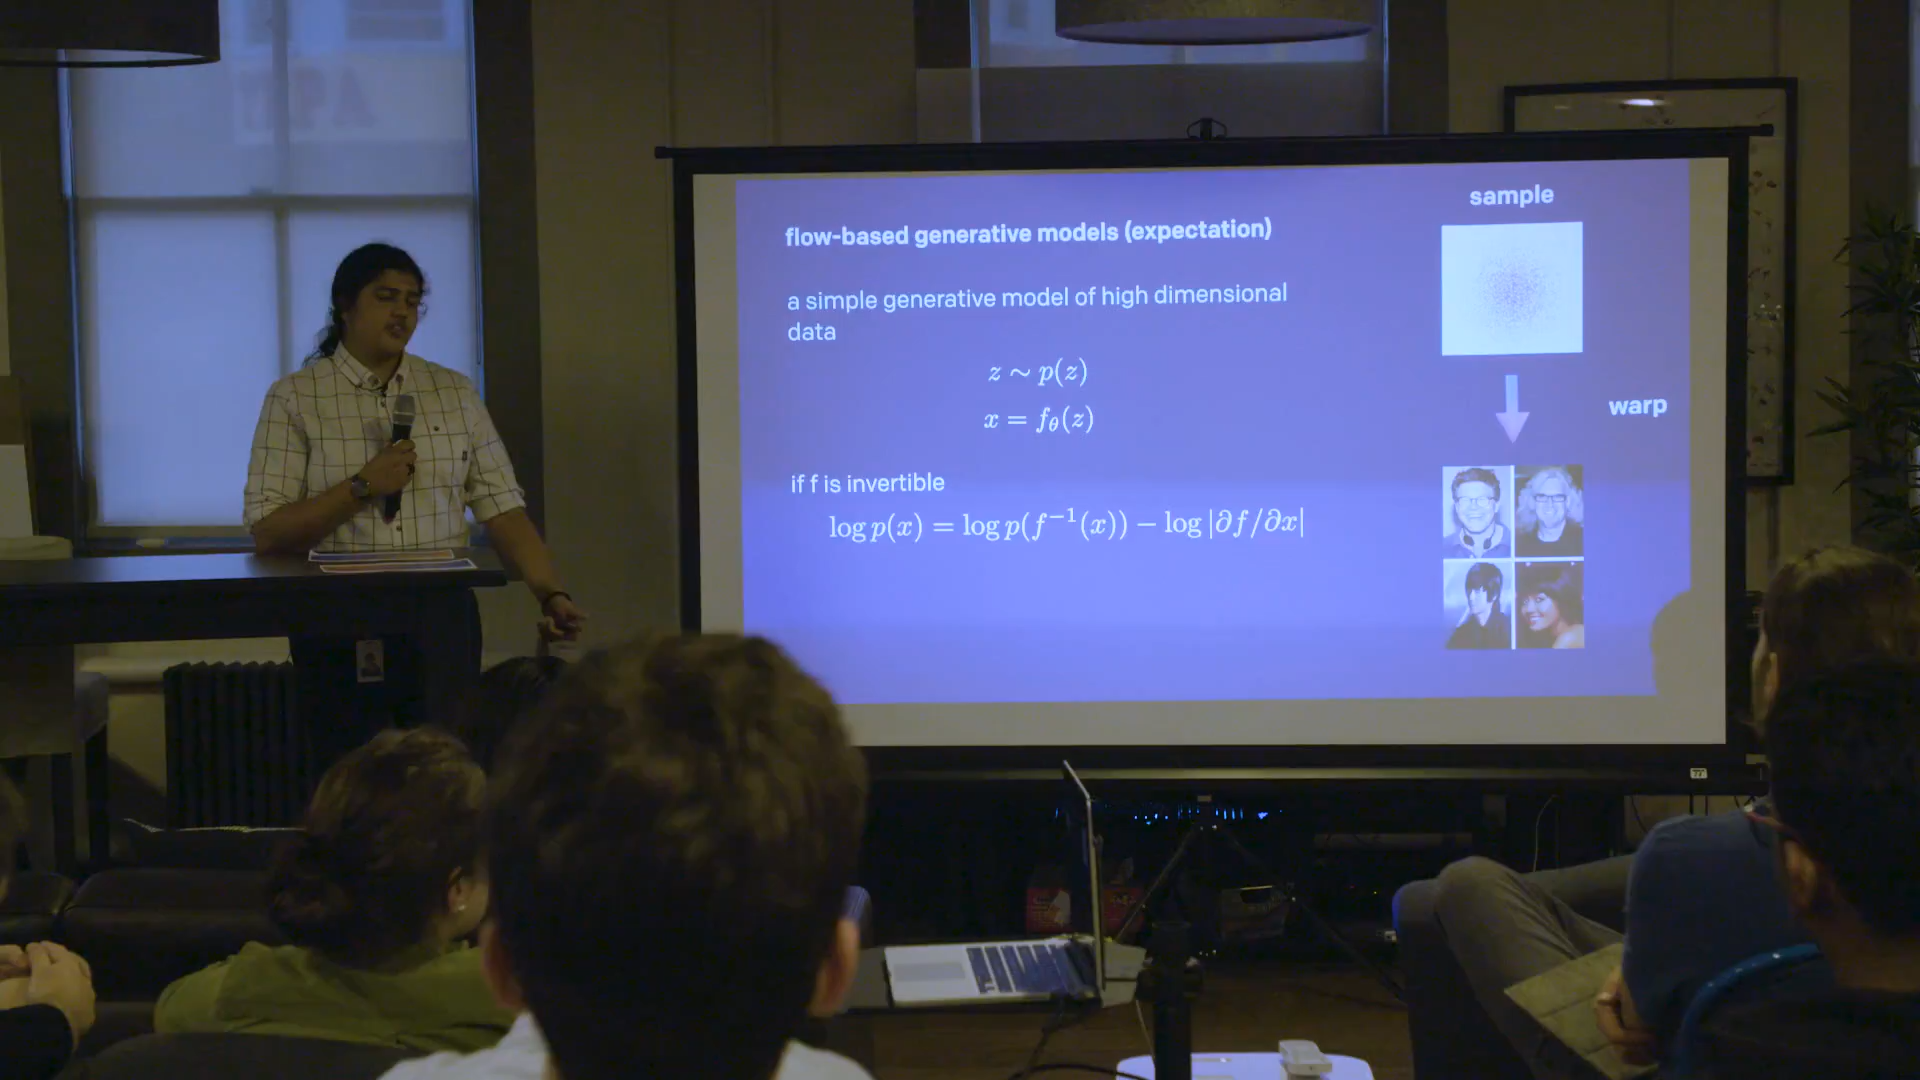 flow-based generative models (expectation)
a simple generative model of high dimensional
data
z ∼ p(z)
x = f_θ(z)
if f is invertible
log p(x) = log p(f⁻¹(x)) − log |∂f/∂x|
sample
warp